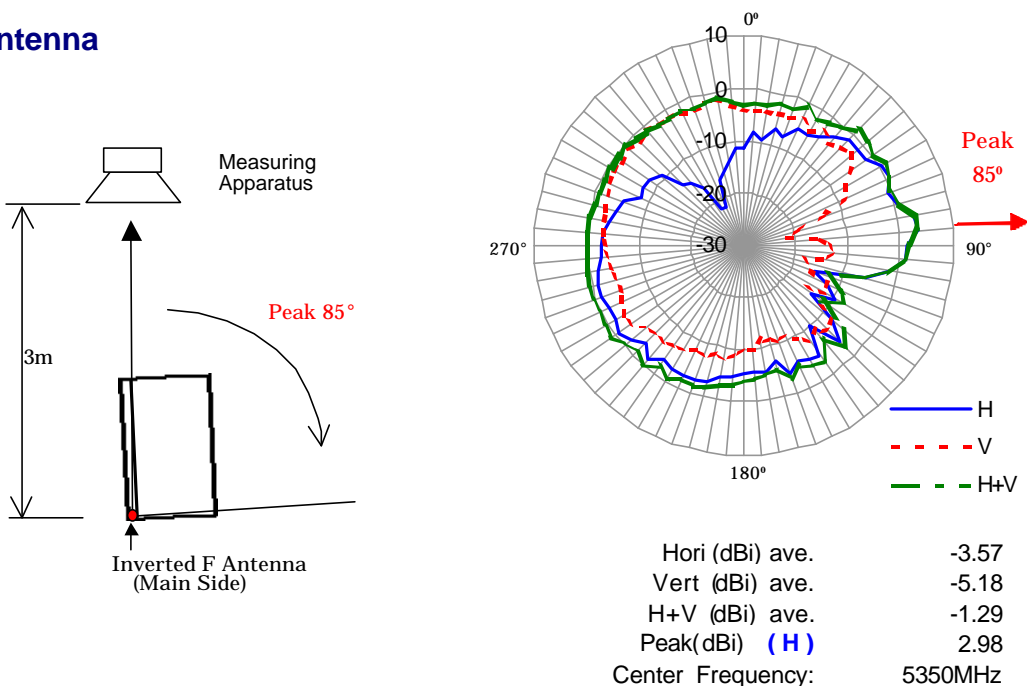 ntenna
Measuring
Apparatus
Peak 85°
3m
Inverted F Antenna
(Main Side)
0º
10
0
-10
-20
-30
Peak
85º
270°
90°
180º
H
V
H+V
Hori (dBi) ave. -3.57
Vert (dBi) ave. -5.18
H+V (dBi) ave. -1.29
Peak(dBi) (H) 2.98
Center Frequency: 5350MHz